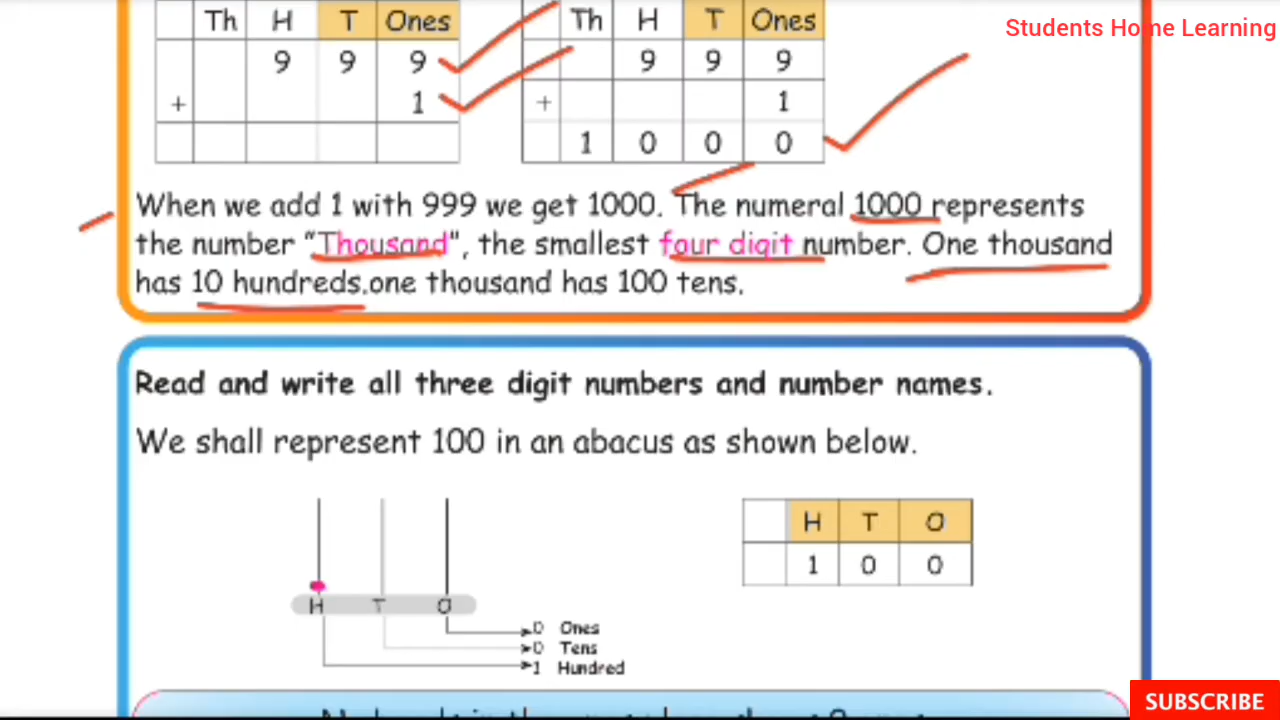 Students Home Learning
Th H T Ones Th H T Ones
9 9 9 9 9 9
+ 1 + 1
1 0 0 0
When we add 1 with 999 we get 1000. The numeral 1000 represents
the number “Thousand”, the smallest four digit number. One thousand
has 10 hundreds.one thousand has 100 tens.
Read and write all three digit numbers and number names.
We shall represent 100 in an abacus as shown below.
H T O
1 0 0
H T O
0 Ones
0 Tens
1 Hundred
SUBSCRIBE